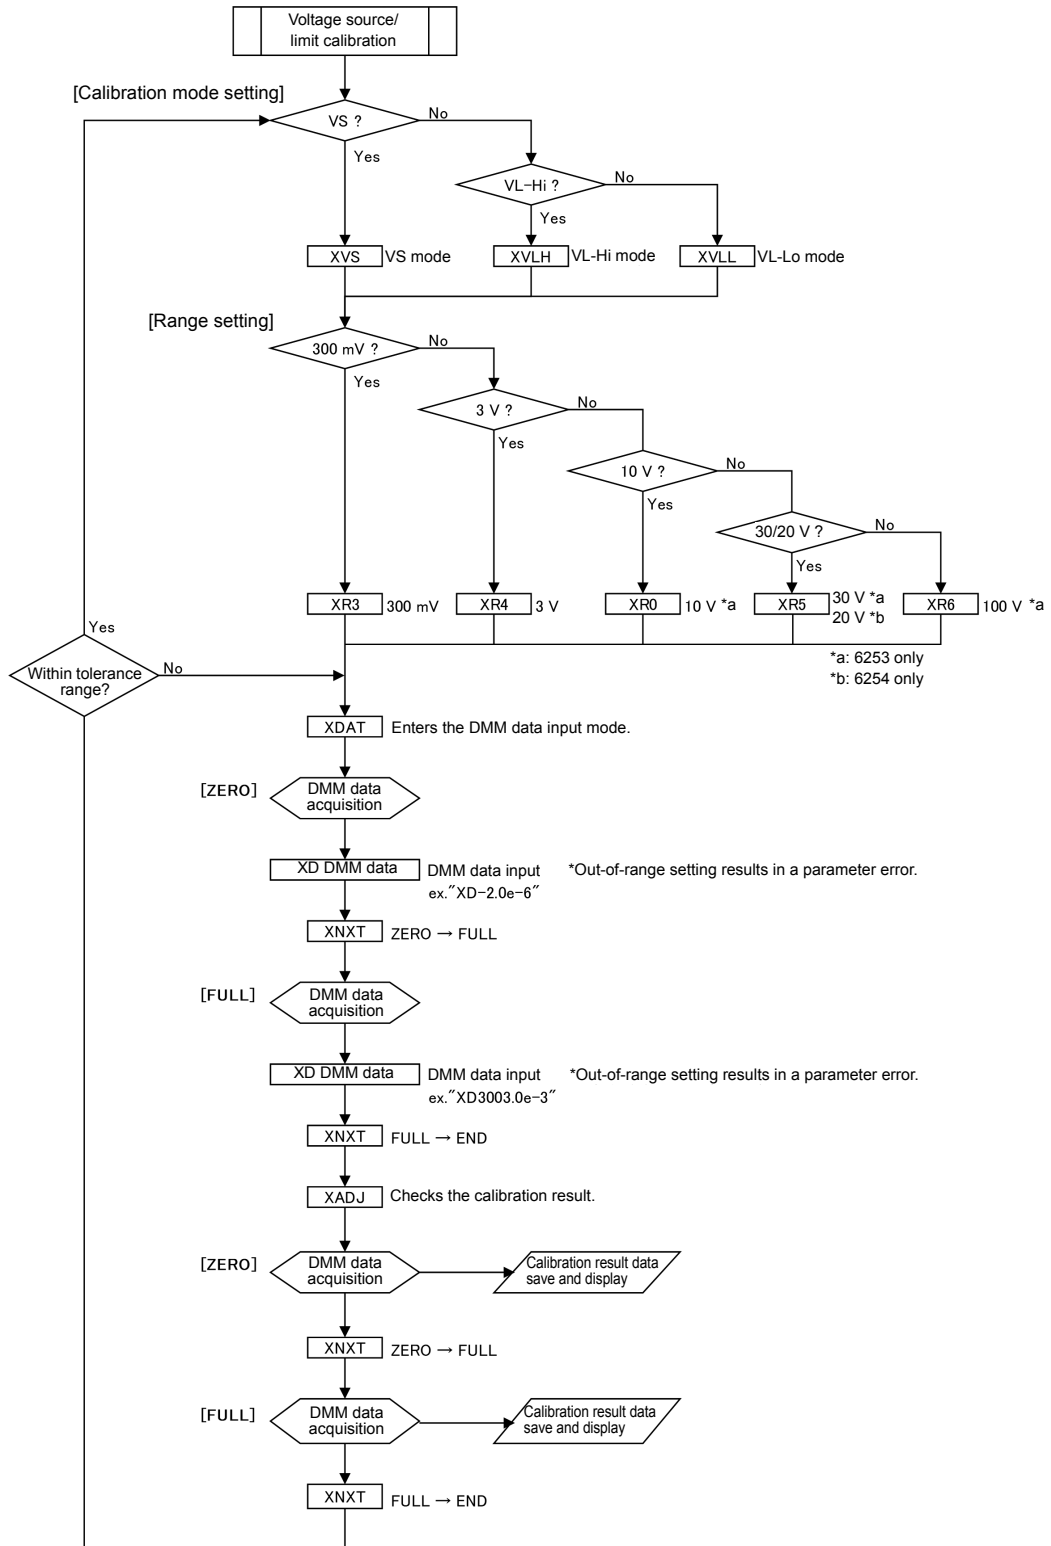 Voltage source/
limit calibration
[Calibration mode setting]
VS ?
No
Yes
VL-Hi ?
No
Yes
XVS VS mode
XVLH VL-Hi mode
XVLL VL-Lo mode
[Range setting]
300 mV ?
No
Yes
3 V ?
No
Yes
10 V ?
No
Yes
30/20 V ?
No
Yes
XR3 300 mV
XR4 3 V
XR0 10 V *a
XR5 30 V *a
20 V *b
XR6 100 V *a
*a: 6253 only
*b: 6254 only
Yes
Within tolerance
range?
No
XDAT Enters the DMM data input mode.
[ZERO]
DMM data
acquisition
XD DMM data DMM data input *Out-of-range setting results in a parameter error.
ex."XD-2.0e-6"
XNXT ZERO → FULL
[FULL]
DMM data
acquisition
XD DMM data DMM data input *Out-of-range setting results in a parameter error.
ex."XD3003.0e-3"
XNXT FULL → END
XADJ Checks the calibration result.
[ZERO]
DMM data
acquisition
Calibration result data
save and display
XNXT ZERO → FULL
[FULL]
DMM data
acquisition
Calibration result data
save and display
XNXT FULL → END